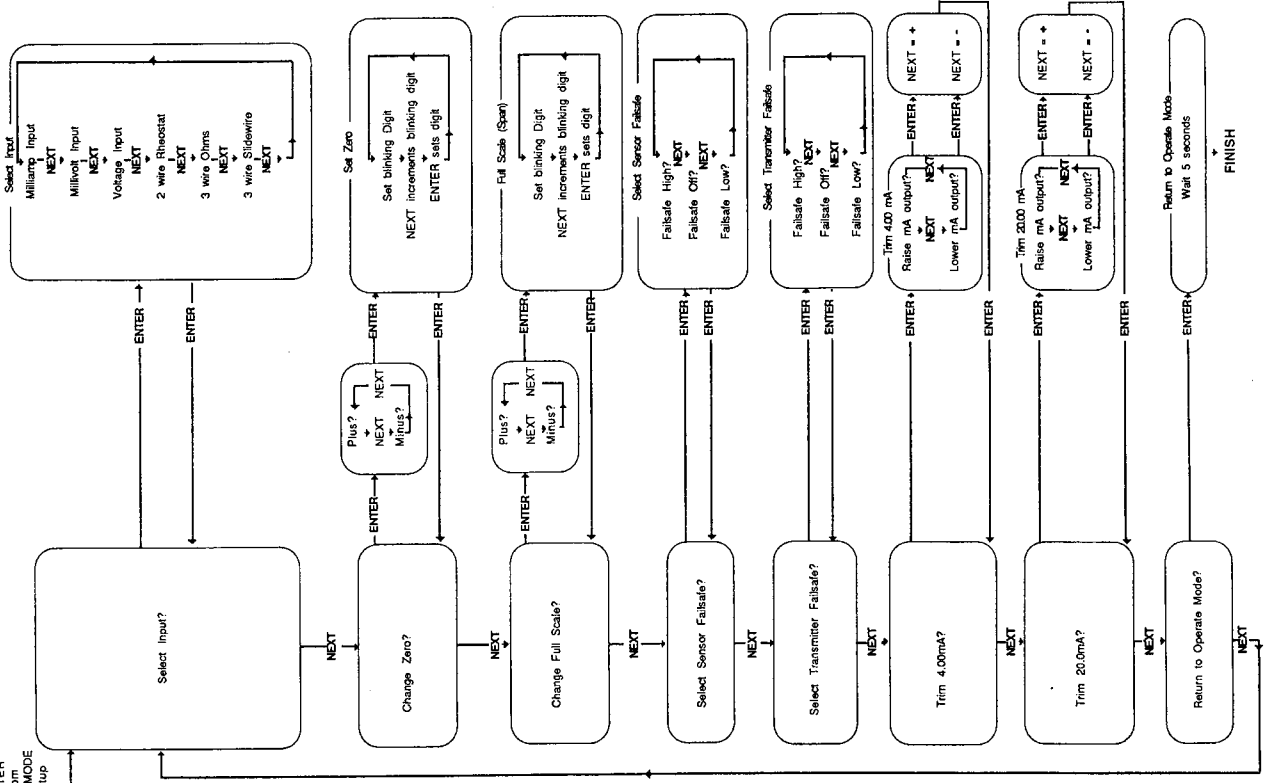 TER
om
MODE
tup
Select Input?
ENTER
ENTER
Select Input
Milliamp Input
NEXT
Millivolt Input
NEXT
Voltage Input
NEXT
2 wire Rheostat
NEXT
3 wire Ohms
NEXT
3 wire Slidewire
NEXT
NEXT
Change Zero?
ENTER
Plus?
NEXT
NEXT
Minus?
ENTER
ENTER
Set Zero
Set blinking Digit
NEXT increments blinking digit
ENTER sets digit
NEXT
Change Full Scale?
ENTER
Plus?
NEXT
NEXT
Minus?
ENTER
ENTER
Full Scale (Span)
Set blinking Digit
NEXT increments blinking digit
ENTER sets digit
NEXT
Select Sensor Failsafe?
ENTER
ENTER
Select Sensor Failsafe
Failsafe High?
NEXT
Failsafe Off?
NEXT
Failsafe Low?
NEXT
Select Transmitter Failsafe?
ENTER
ENTER
Select Transmitter Failsafe
Failsafe High?
NEXT
Failsafe Off?
NEXT
Failsafe Low?
NEXT
Trim 4.00mA?
ENTER
Trim 4.00 mA
Raise mA output?
NEXT
NEXT
Lower mA output?
ENTER
NEXT = +
ENTER
NEXT = -
ENTER
NEXT
Trim 20.0mA?
ENTER
Trim 20.00 mA
Raise mA output?
NEXT
NEXT
Lower mA output?
ENTER
NEXT = +
ENTER
NEXT = -
ENTER
NEXT
Return to Operate Mode?
ENTER
Return to Operate Mode
Wait 5 seconds
NEXT
FINISH